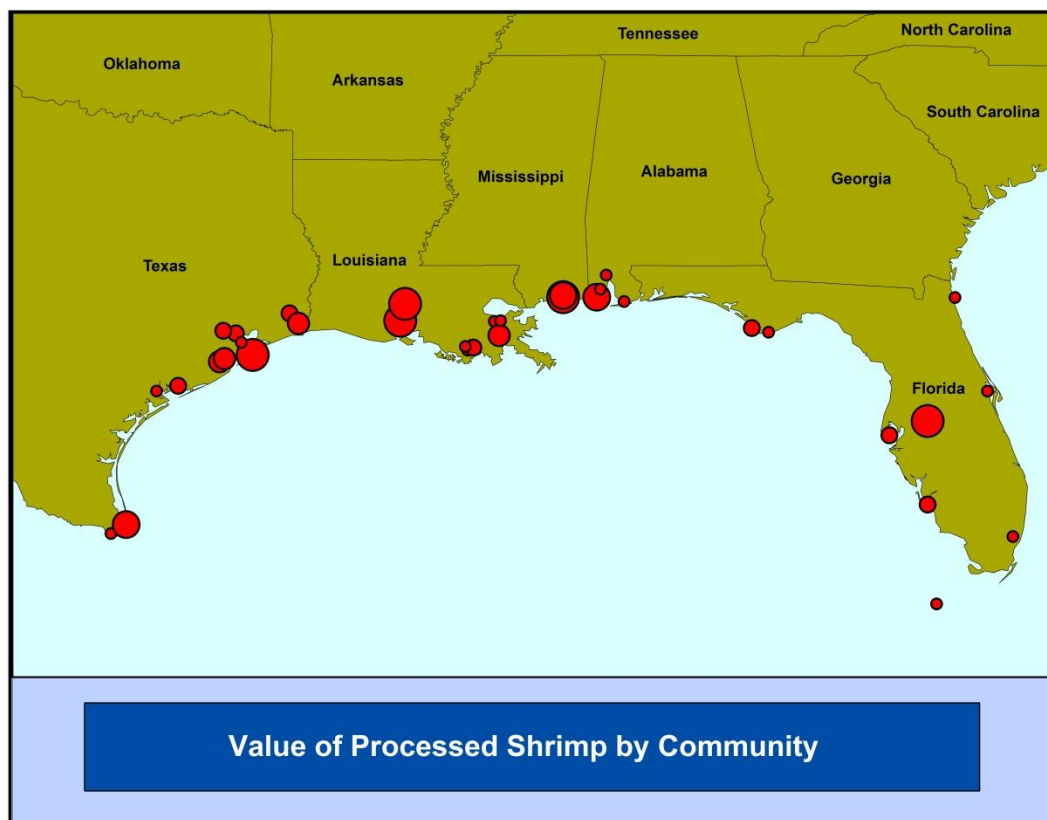 Tennessee
North Carolina
Oklahoma
Arkansas
South Carolina
Mississippi
Alabama
Georgia
Texas
Louisiana
Florida
Value of Processed Shrimp by Community